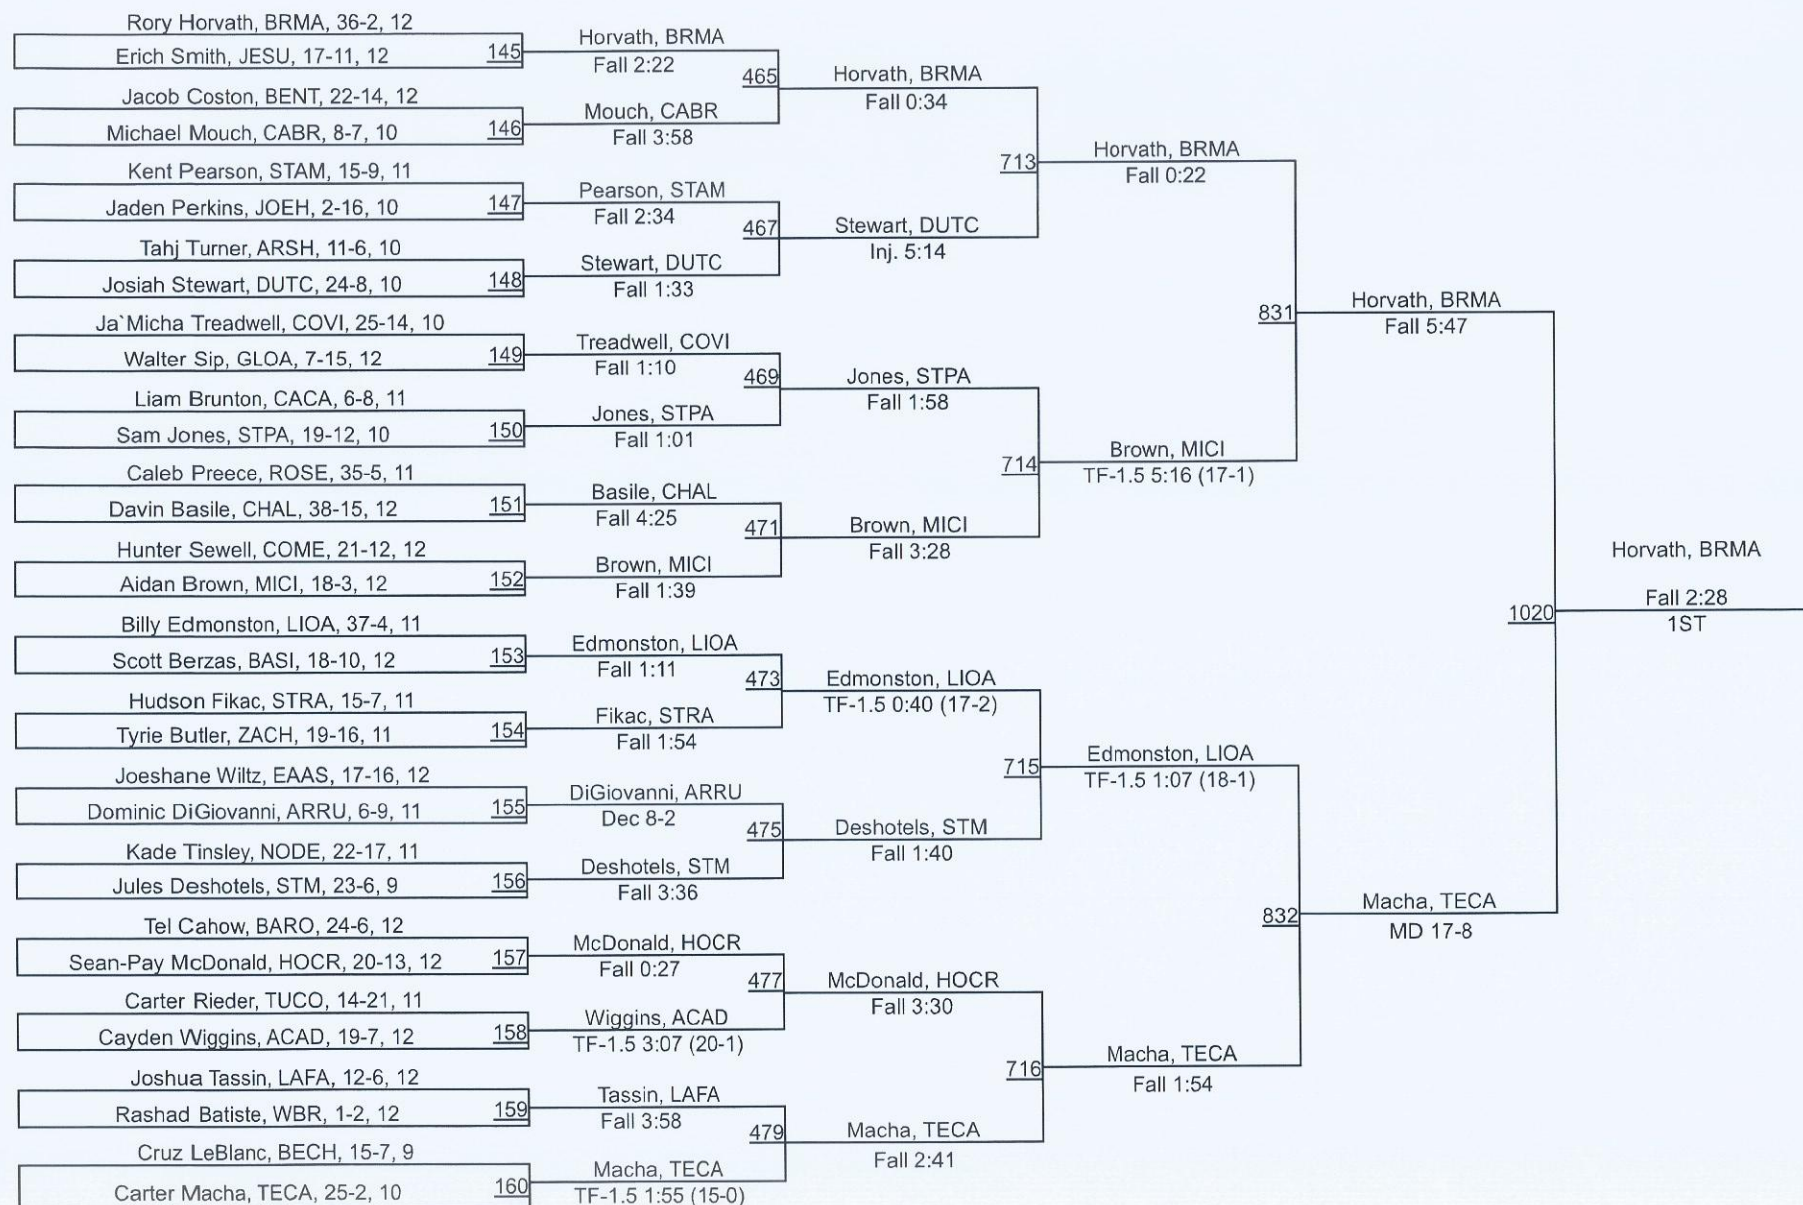 Rory Horvath, BRMA, 36-2, 12
Erich Smith, JESU, 17-11, 12
145
Jacob Coston, BENT, 22-14, 12
Michael Mouch, CABR, 8-7, 10
146
Kent Pearson, STAM, 15-9, 11
Jaden Perkins, JOEH, 2-16, 10
147
Tahj Turner, ARSH, 11-6, 10
Josiah Stewart, DUTC, 24-8, 10
148
Ja`Micha Treadwell, COVI, 25-14, 10
Walter Sip, GLOA, 7-15, 12
149
Liam Brunton, CACA, 6-8, 11
Sam Jones, STPA, 19-12, 10
150
Caleb Preece, ROSE, 35-5, 11
Davin Basile, CHAL, 38-15, 12
151
Hunter Sewell, COME, 21-12, 12
Aidan Brown, MICI, 18-3, 12
152
Billy Edmonston, LIOA, 37-4, 11
Scott Berzas, BASI, 18-10, 12
153
Hudson Fikac, STRA, 15-7, 11
Tyrie Butler, ZACH, 19-16, 11
154
Joeshane Wiltz, EAAS, 17-16, 12
Dominic DiGiovanni, ARRU, 6-9, 11
155
Kade Tinsley, NODE, 22-17, 11
Jules Deshotels, STM, 23-6, 9
156
Tel Cahow, BARO, 24-6, 12
Sean-Pay McDonald, HOCR, 20-13, 12
157
Carter Rieder, TUCO, 14-21, 11
Cayden Wiggins, ACAD, 19-7, 12
158
Joshua Tassin, LAFA, 12-6, 12
Rashad Batiste, WBR, 1-2, 12
159
Cruz LeBlanc, BECH, 15-7, 9
Carter Macha, TECA, 25-2, 10
160
Horvath, BRMA
Fall 2:22
465
Mouch, CABR
Fall 3:58
Pearson, STAM
Fall 2:34
467
Stewart, DUTC
Fall 1:33
Treadwell, COVI
Fall 1:10
469
Jones, STPA
Fall 1:01
Basile, CHAL
Fall 4:25
471
Brown, MICI
Fall 1:39
Edmonston, LIOA
Fall 1:11
473
Fikac, STRA
Fall 1:54
DiGiovanni, ARRU
Dec 8-2
475
Deshotels, STM
Fall 3:36
McDonald, HOCR
Fall 0:27
477
Wiggins, ACAD
TF-1.5 3:07 (20-1)
Tassin, LAFA
Fall 3:58
479
Macha, TECA
TF-1.5 1:55 (15-0)
Horvath, BRMA
Fall 0:34
713
Stewart, DUTC
Inj. 5:14
Jones, STPA
Fall 1:58
714
Brown, MICI
Fall 3:28
Edmonston, LIOA
TF-1.5 0:40 (17-2)
715
Deshotels, STM
Fall 1:40
McDonald, HOCR
Fall 3:30
716
Macha, TECA
Fall 2:41
Horvath, BRMA
Fall 0:22
831
Brown, MICI
TF-1.5 5:16 (17-1)
Edmonston, LIOA
TF-1.5 1:07 (18-1)
832
Macha, TECA
Fall 1:54
Horvath, BRMA
Fall 5:47
1020
Macha, TECA
MD 17-8
Horvath, BRMA
Fall 2:28
1ST